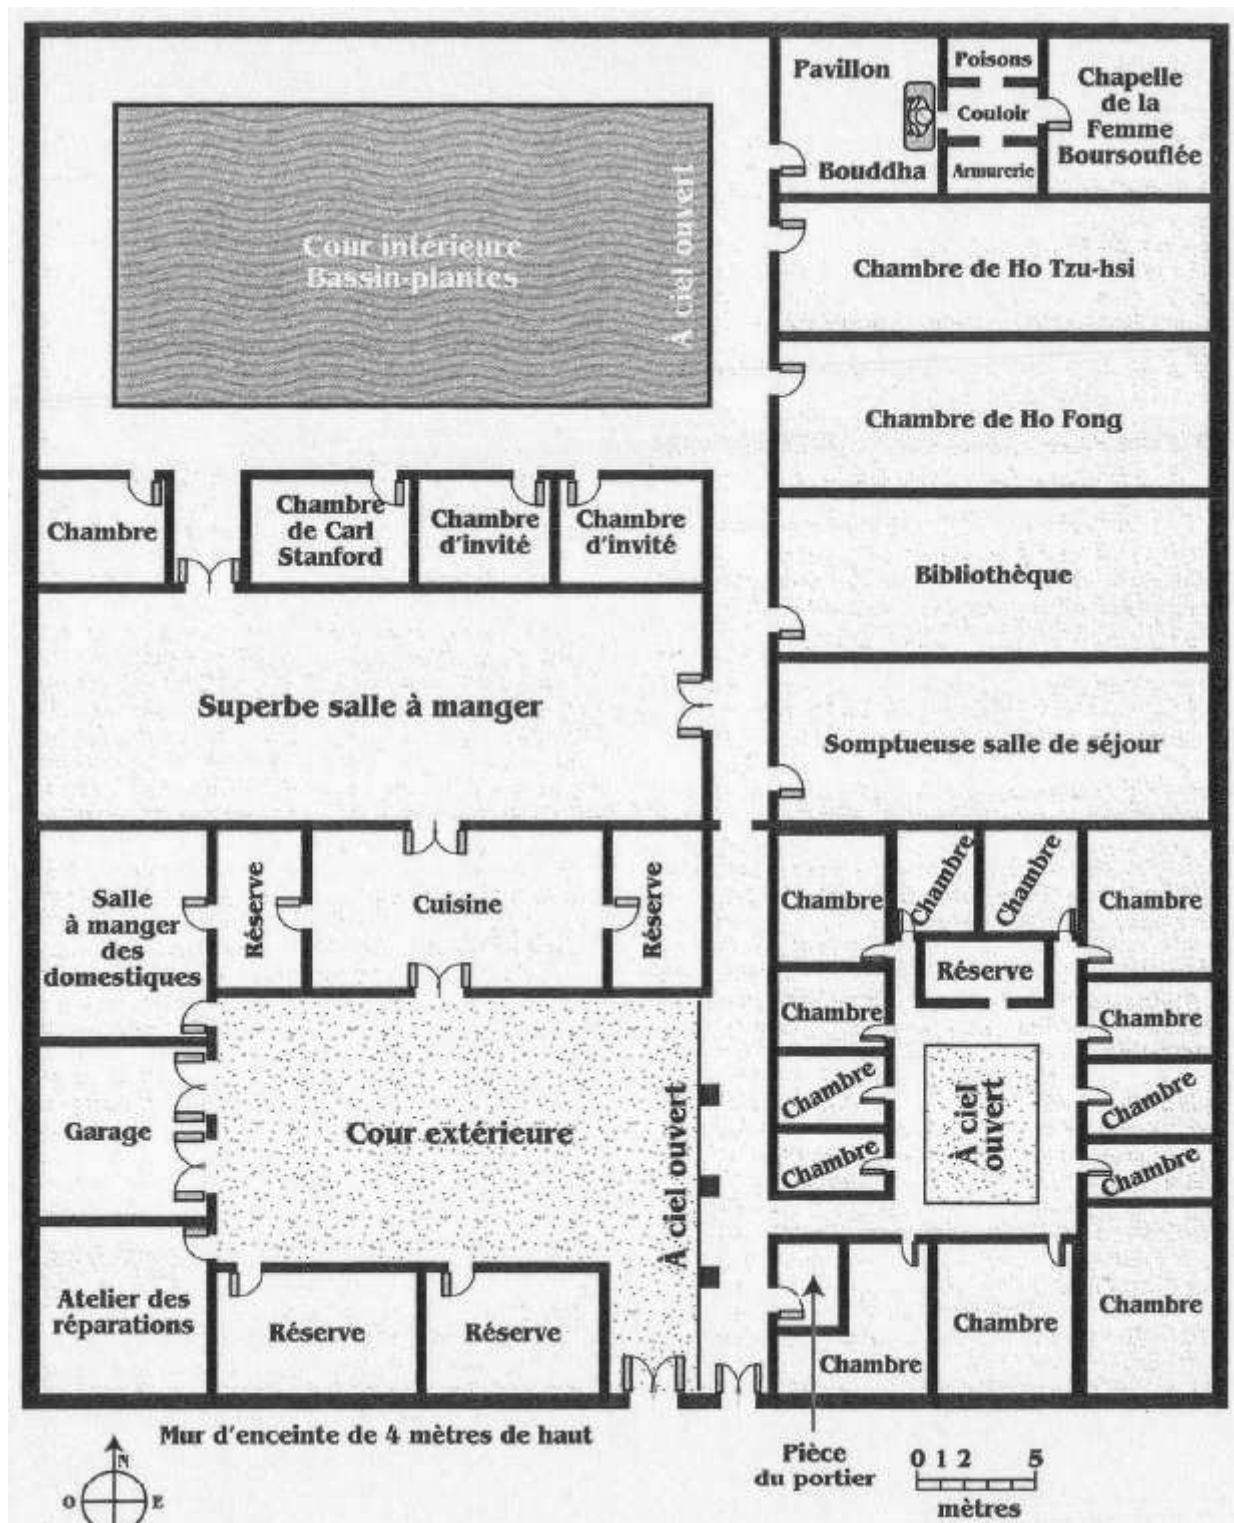 Pavillon
Bouddha
Poisons
Couloir
Armurerie
Chapelle
de la
Femme
Boursouflée
Cour intérieure
Bassin-plantes
À ciel ouvert
Chambre de Ho Tzu-hsi
Chambre de Ho Fong
Chambre
Chambre
de Carl
Stanford
Chambre
d'invité
Chambre
d'invité
Bibliothèque
Superbe salle à manger
Somptueuse salle de séjour
Salle
à manger
des
domestiques
Réserve
Cuisine
Réserve
Chambre
Chambre
Chambre
Chambre
Réserve
Chambre
Chambre
Chambre
Chambre
Chambre
Chambre
À ciel
ouvert
Garage
Cour extérieure
À ciel ouvert
Atelier des
réparations
Réserve
Réserve
Chambre
Chambre
Chambre
Mur d'enceinte de 4 mètres de haut
Pièce
du portier
N
O
E
0 1 2 5
mètres